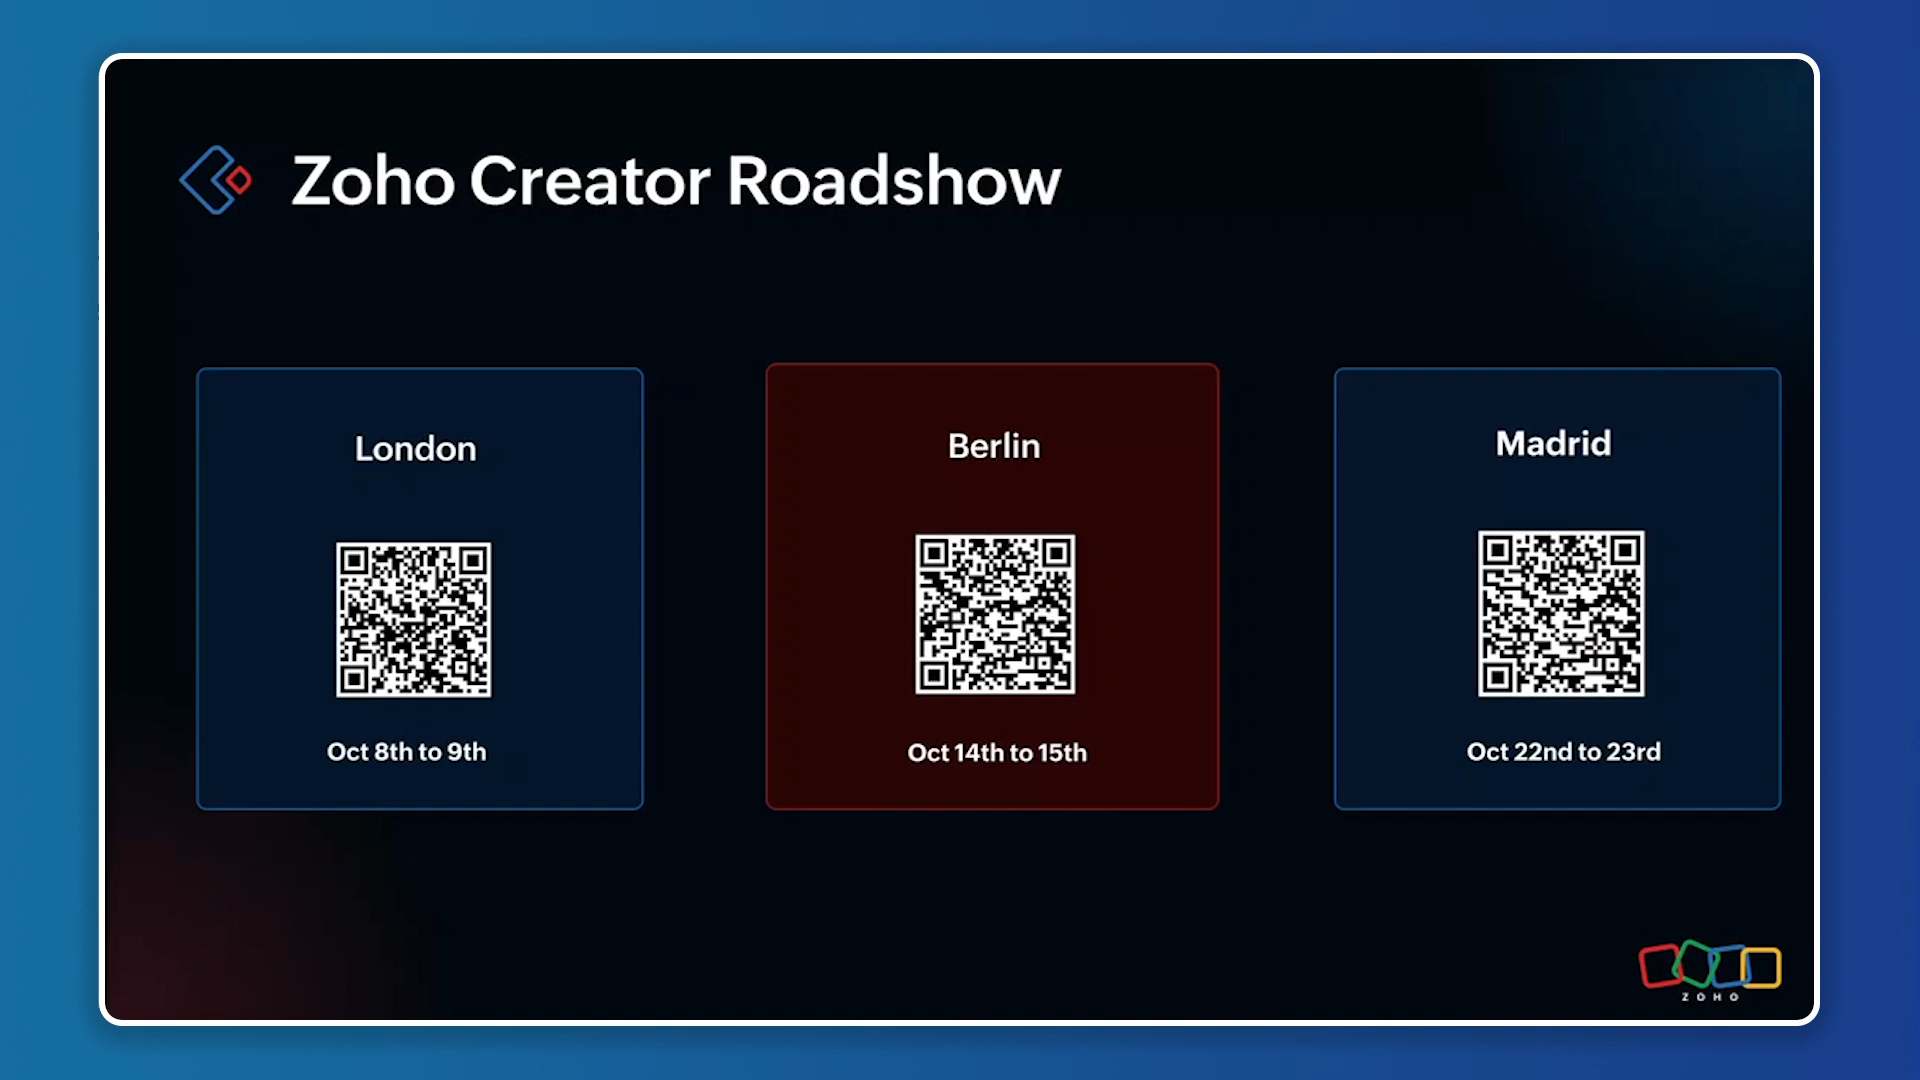 Zoho Creator Roadshow
London
Berlin
Madrid
Oct 8th to 9th
Oct 14th to 15th
Oct 22nd to 23rd
ZOHO